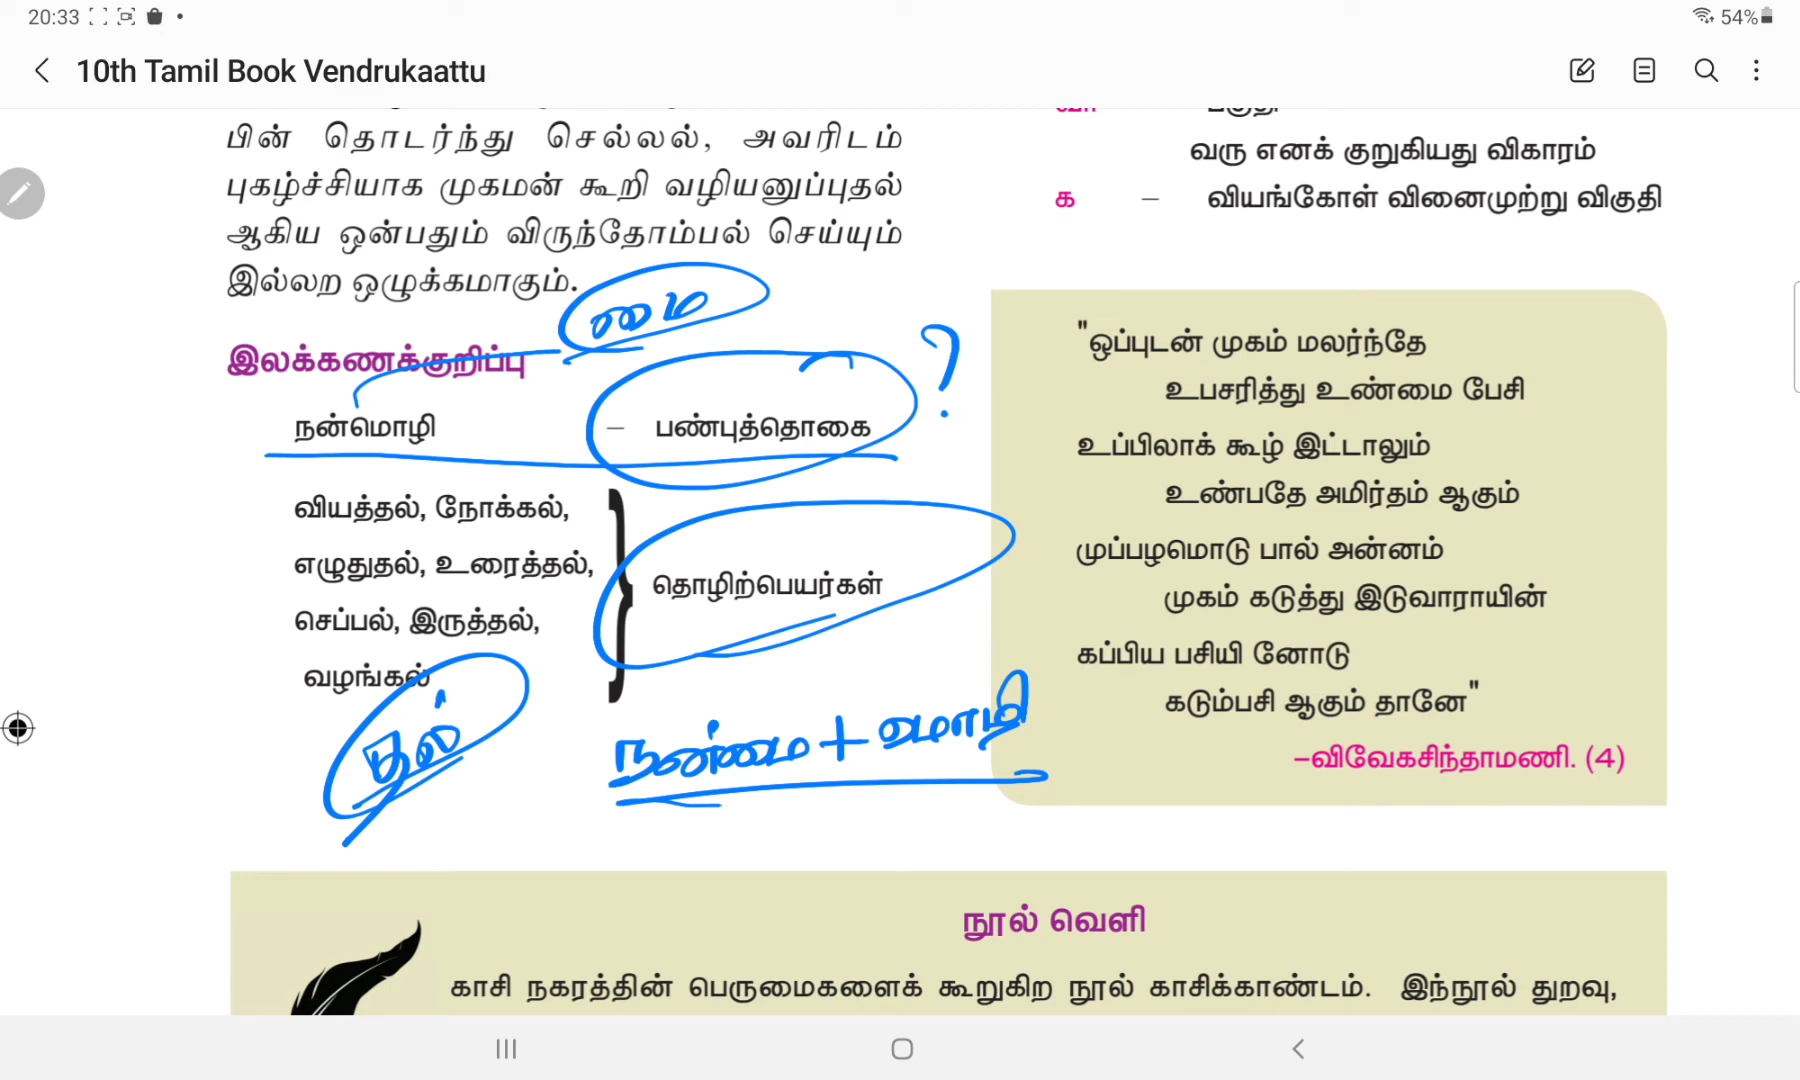 20:33
54%
10th Tamil Book Vendrukaattu
பின் தொடர்ந்து செல்லல், அவரிடம்
புகழ்ச்சியாக முகமன் கூறி வழியனுப்புதல்
ஆகிய ஒன்பதும் விருந்தோம்பல் செய்யும்
இல்லற ஒழுக்கமாகும்.
மை
இலக்கணக்குறிப்பு
?
நன்மொழி – பண்புத்தொகை
வியத்தல், நோக்கல்,
எழுதுதல், உரைத்தல்,
தொழிற்பெயர்கள்
செப்பல், இருத்தல்,
வழங்கல்
தல்
நன்மை + மொழி
வரு எனக் குறுகியது விகாரம்
க – வியங்கோள் வினைமுற்று விகுதி
"ஒப்புடன் முகம் மலர்ந்தே
உபசரித்து உண்மை பேசி
உப்பிலாக் கூழ் இட்டாலும்
உண்பதே அமிர்தம் ஆகும்
முப்பழமொடு பால் அன்னம்
முகம் கடுத்து இடுவாராயின்
கப்பிய பசியி னோடு
கடும்பசி ஆகும் தானே"
–விவேகசிந்தாமணி. (4)
நூல் வெளி
காசி நகரத்தின் பெருமைகளைக் கூறுகிற நூல் காசிக்காண்டம். இந்நூல் துறவு,